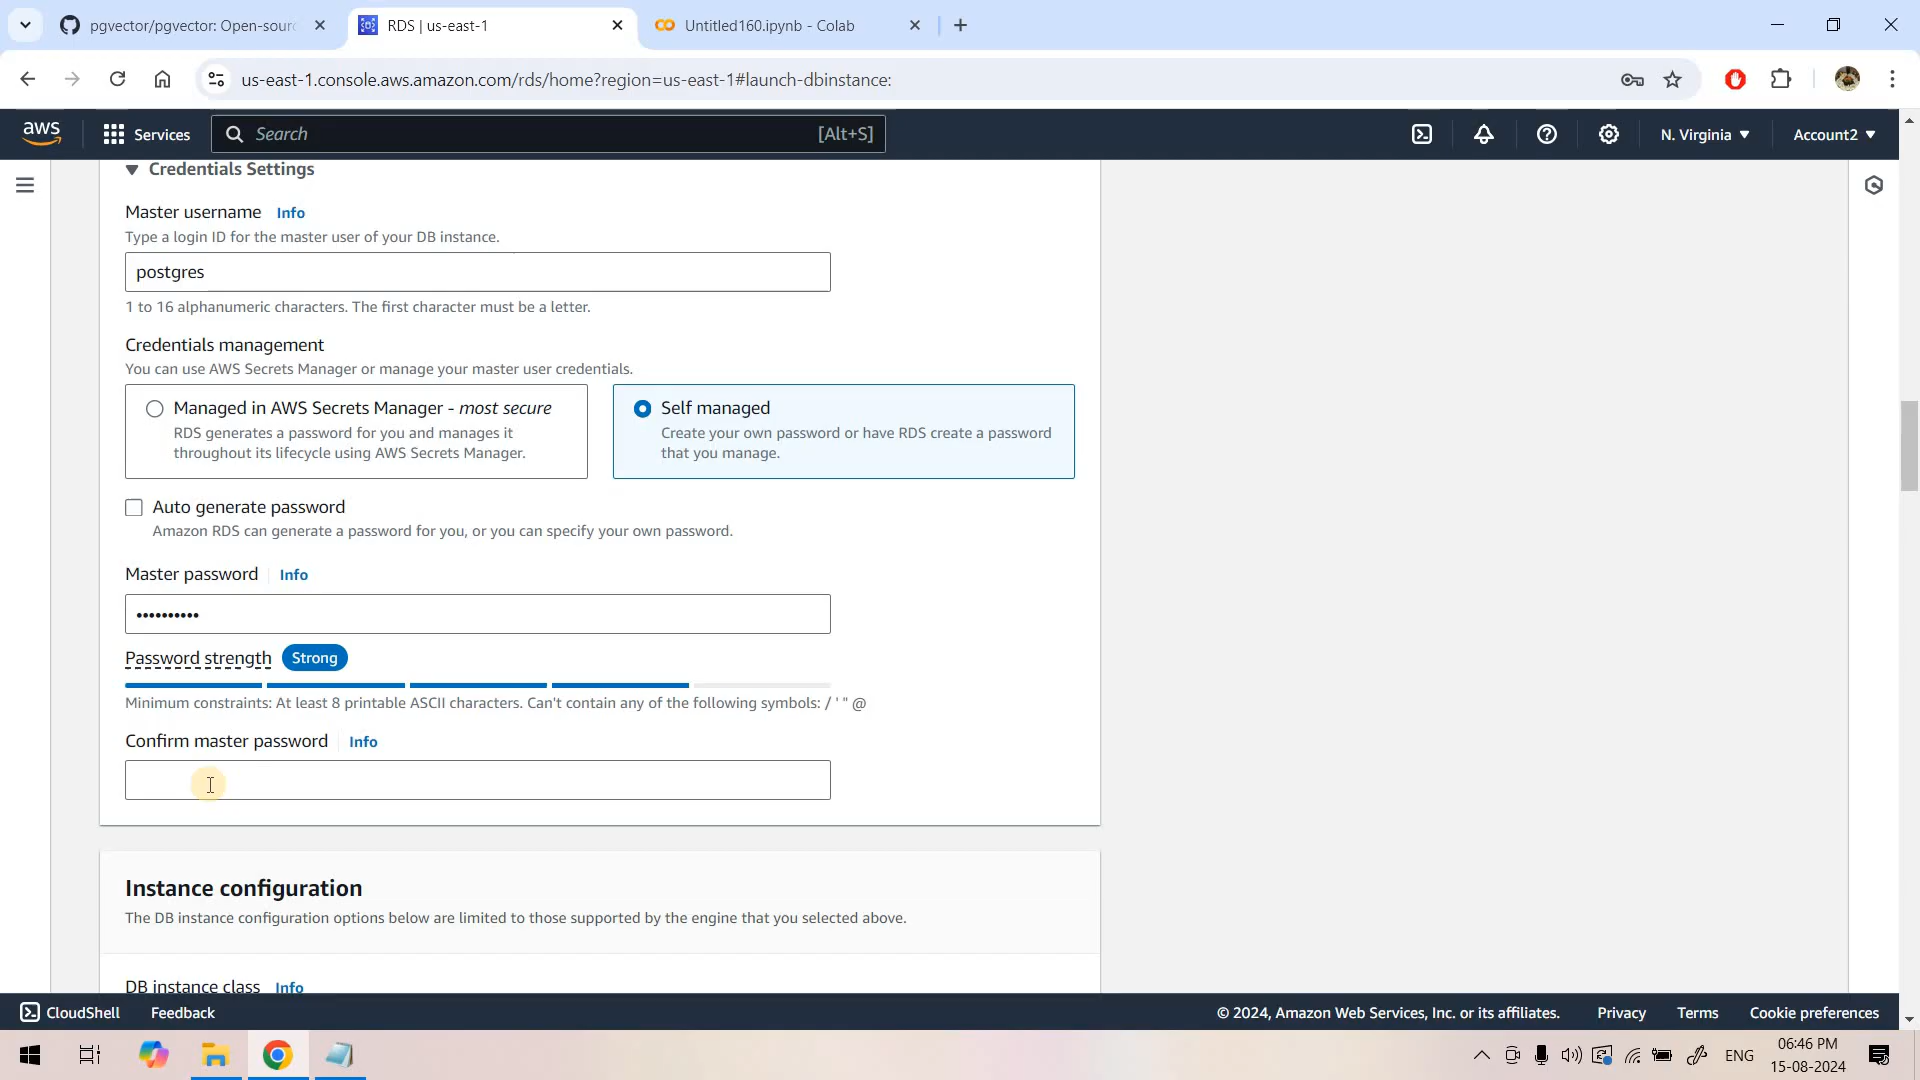 pgvector/pgvector: Open-sour
RDS | us-east-1
Untitled160.ipynb - Colab
us-east-1.console.aws.amazon.com/rds/home?region=us-east-1#launch-dbinstance:
aws
Services
Search
[Alt+S]
N. Virginia
Account2
Credentials Settings
Master username Info
Type a login ID for the master user of your DB instance.
postgres
1 to 16 alphanumeric characters. The first character must be a letter.
Credentials management
You can use AWS Secrets Manager or manage your master user credentials.
Managed in AWS Secrets Manager - most secure
RDS generates a password for you and manages it
throughout its lifecycle using AWS Secrets Manager.
Self managed
Create your own password or have RDS create a password
that you manage.
Auto generate password
Amazon RDS can generate a password for you, or you can specify your own password.
Master password Info
••••••••••
Password strength Strong
Minimum constraints: At least 8 printable ASCII characters. Can't contain any of the following symbols: / ' " @
Confirm master password Info
Instance configuration
The DB instance configuration options below are limited to those supported by the engine that you selected above.
DB instance class Info
CloudShell
Feedback
© 2024, Amazon Web Services, Inc. or its affiliates.
Privacy
Terms
Cookie preferences
ENG
06:46 PM
15-08-2024